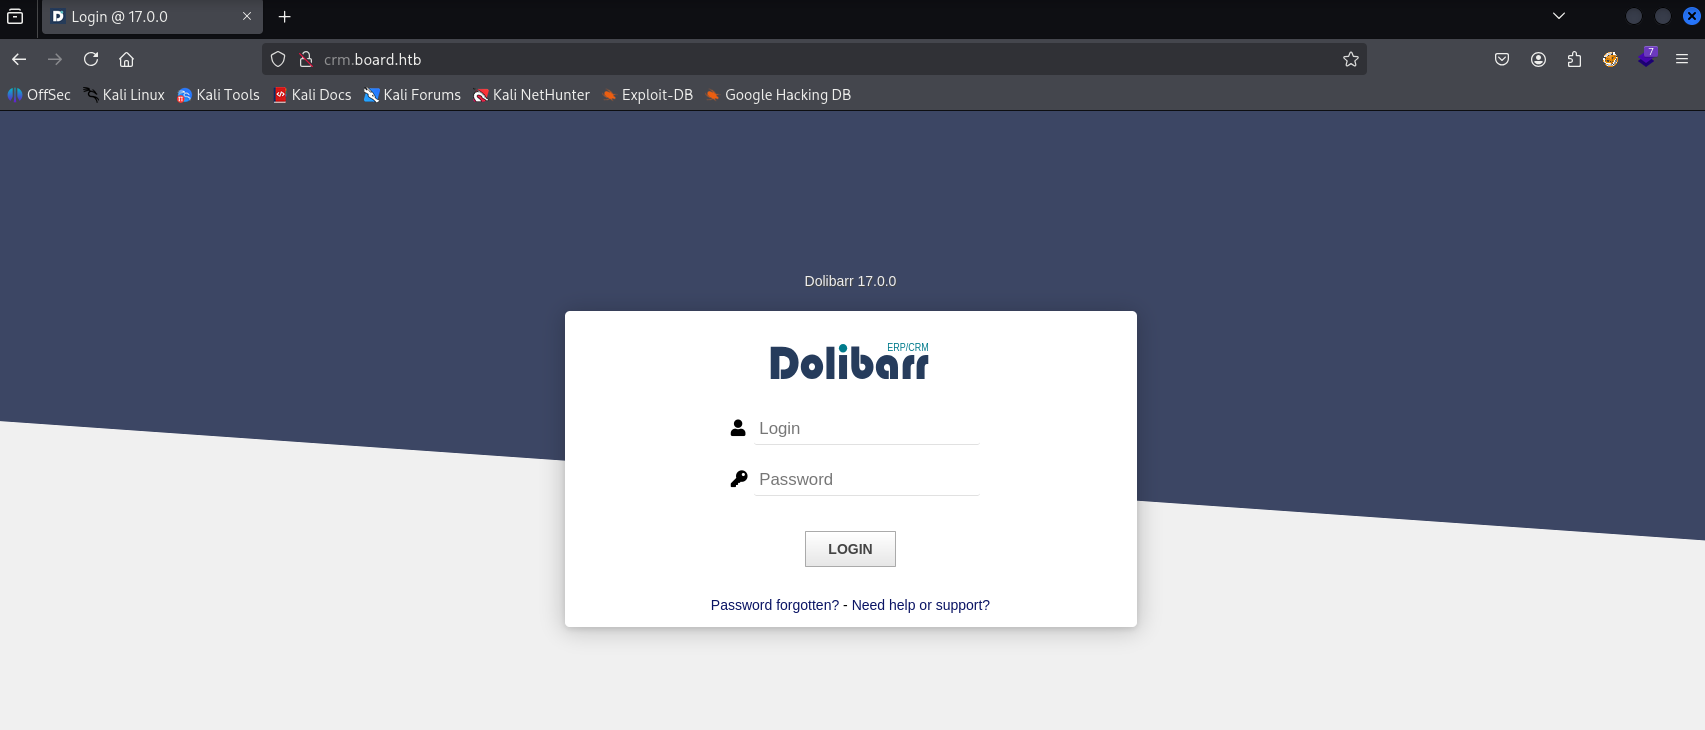 Login @ 17.0.0
crm.board.htb
7
OffSec Kali Linux Kali Tools Kali Docs Kali Forums Kali NetHunter Exploit-DB Google Hacking DB
Dolibarr 17.0.0
Dolibarr ERP/CRM
Login
Password
LOGIN
Password forgotten? - Need help or support?